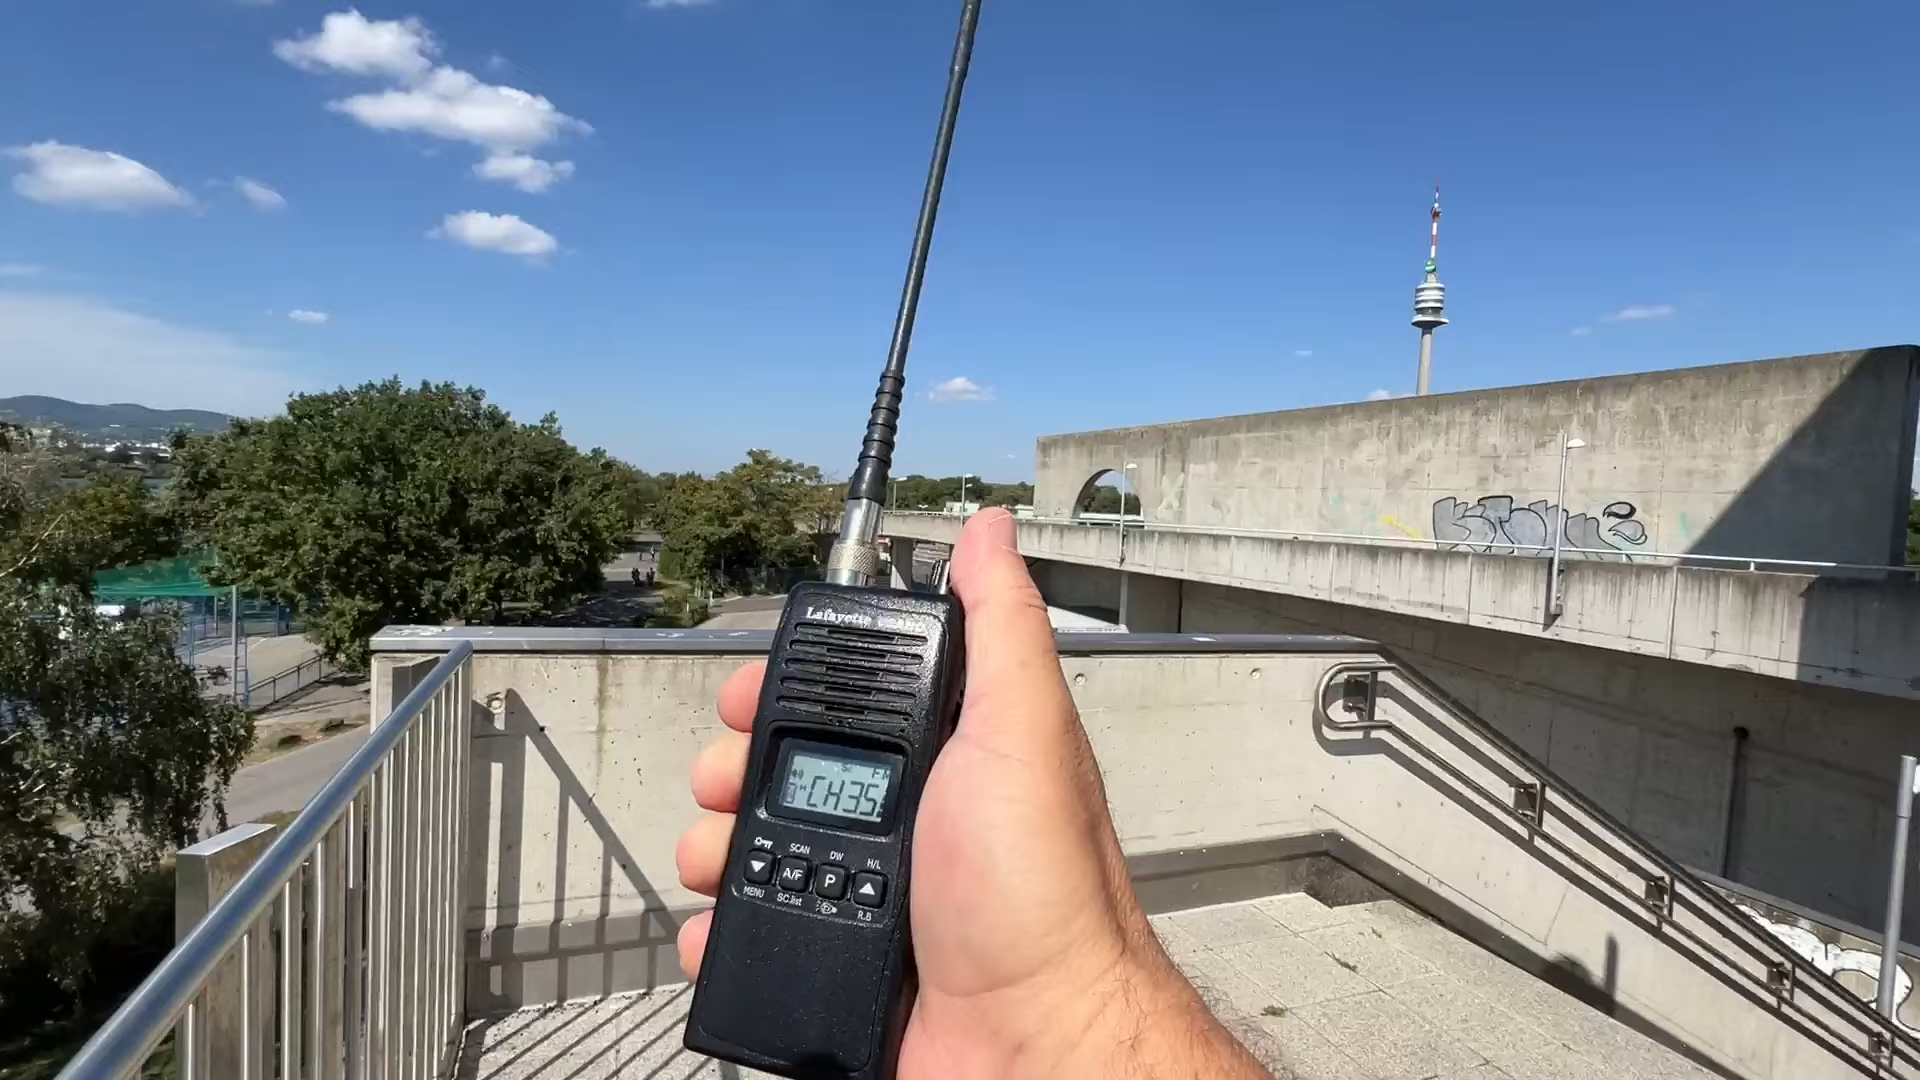 Lafayette
FM
CH35
SCAN
DW
H/L
A/F
P
MENU
SC.list
R.B